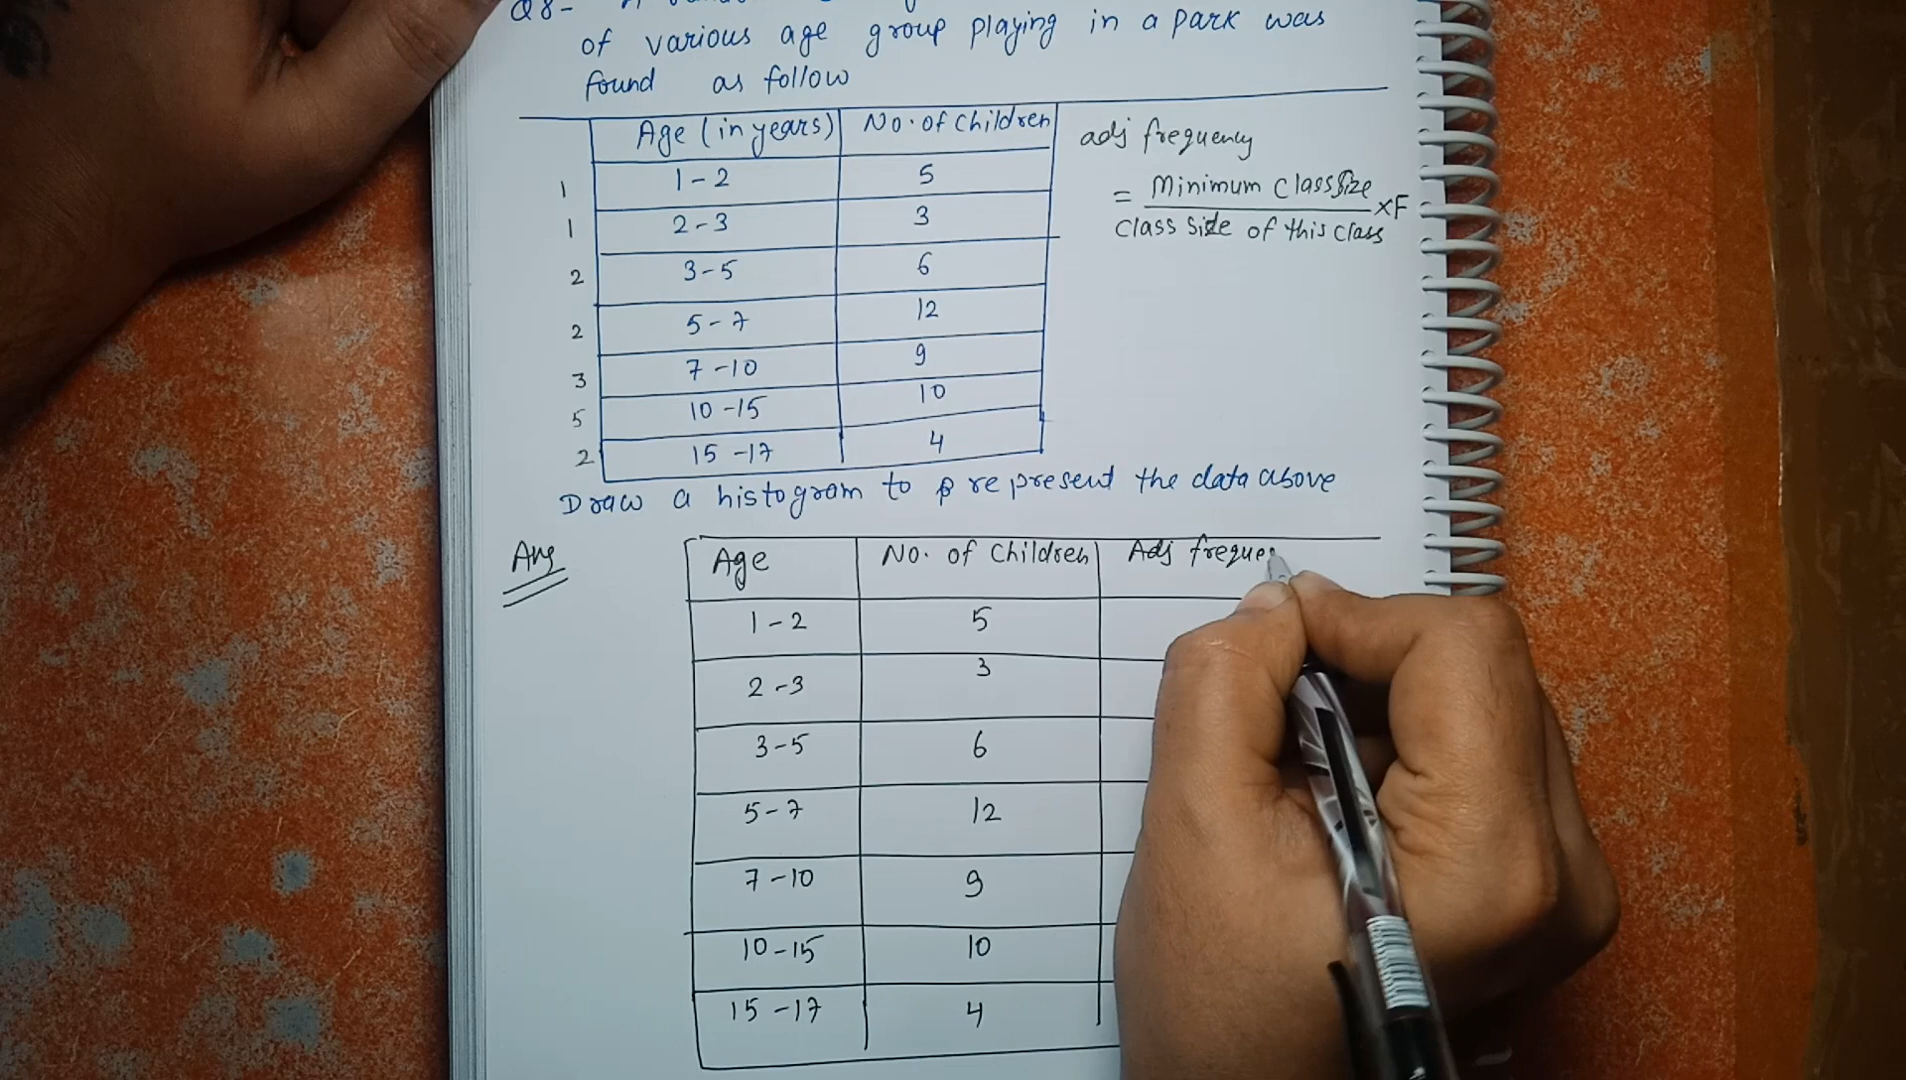 Q8-
of various age group playing in a park was
found as follow
Age (in years) No. of children
1 1-2 5
1 2-3 3
2 3-5 6
2 5-7 12
3 7-10 9
5 10-15 10
2 15-17 4
adj frequency
= Minimum class size
class side of this class ×F
Draw a histogram to represent the data above
Ans
Age No. of Children Adj freque
1-2 5
2-3 3
3-5 6
5-7 12
7-10 9
10-15 10
15-17 4